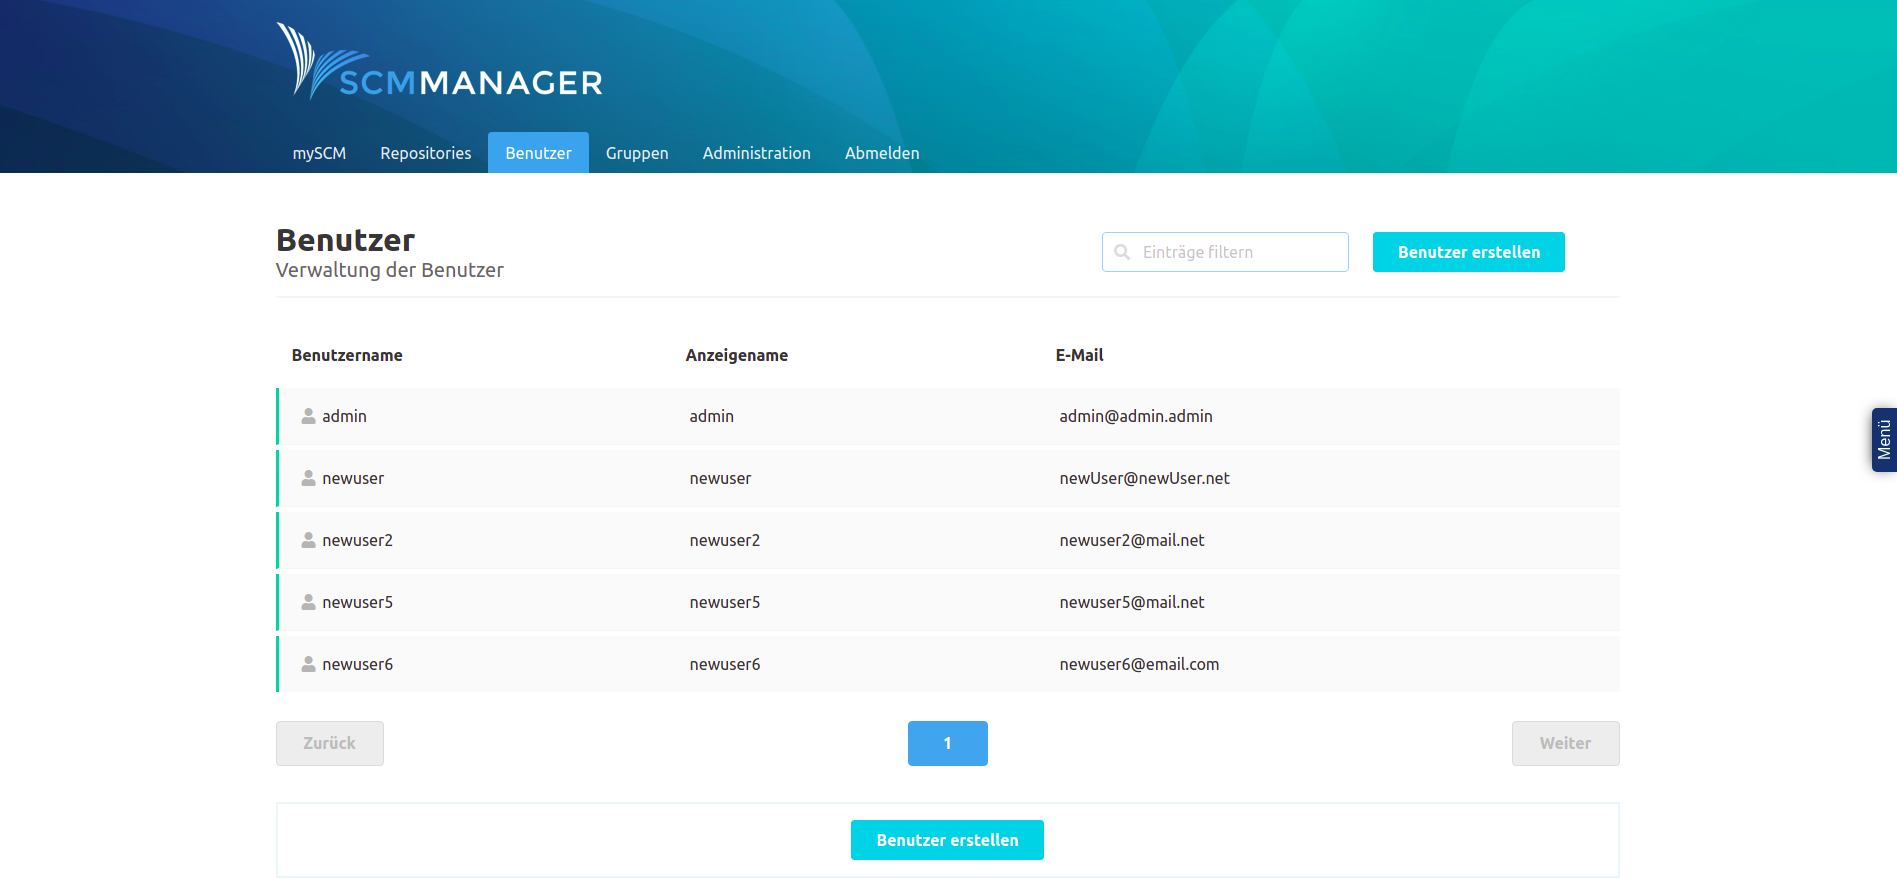 SCMMANAGER
mySCM Repositories Benutzer Gruppen Administration Abmelden
Benutzer
Verwaltung der Benutzer
Einträge filtern
Benutzer erstellen
Benutzername Anzeigename E-Mail
admin admin admin@admin.admin
newuser newuser newUser@newUser.net
newuser2 newuser2 newuser2@mail.net
newuser5 newuser5 newuser5@mail.net
newuser6 newuser6 newuser6@email.com
Zurück 1 Weiter
Benutzer erstellen
Menü